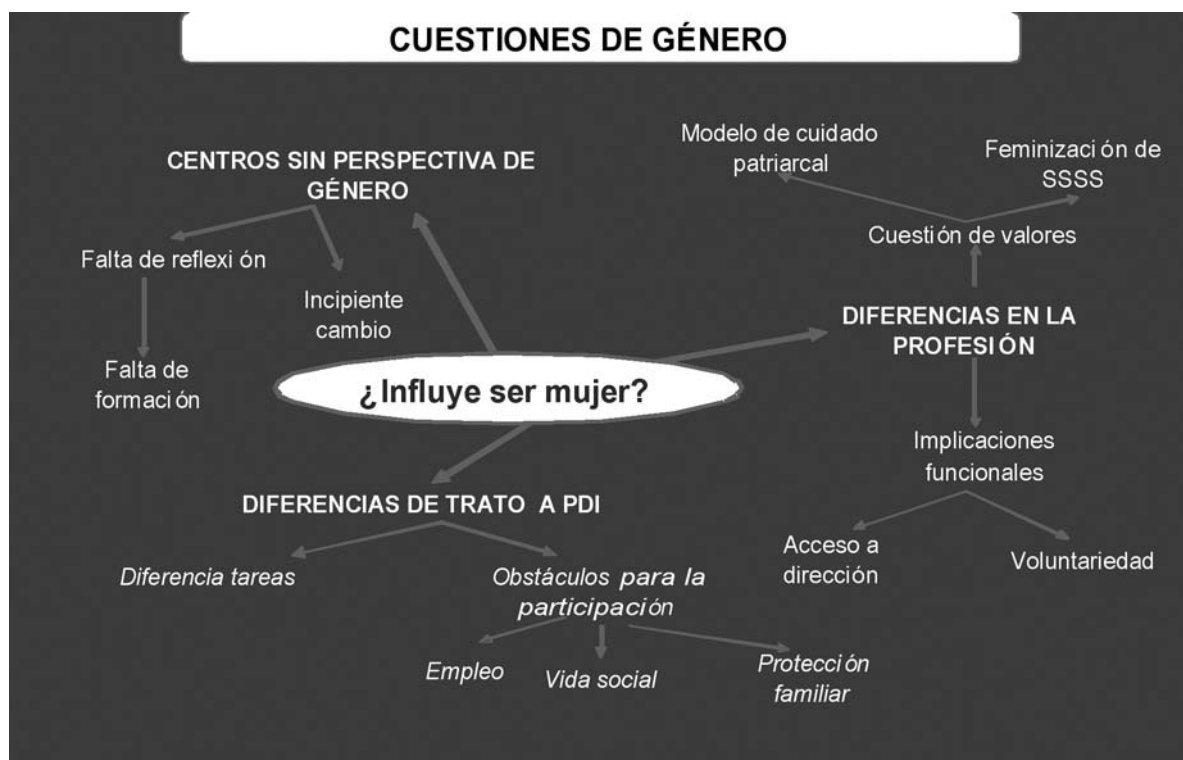 CUESTIONES DE GÉNERO
CENTROS SIN PERSPECTIVA DE
GÉNERO
Falta de reflexión
Incipiente
cambio
Falta de
formación
Modelo de cuidado
patriarcal
Feminización de
SSSS
Cuestión de valores
DIFERENCIAS EN LA
PROFESIÓN
¿Influye ser mujer?
Implicaciones
funcionales
Acceso a
dirección
Voluntariedad
DIFERENCIAS DE TRATO A PDI
Diferencia tareas
Obstáculos para la
participación
Empleo
Vida social
Protección
familiar